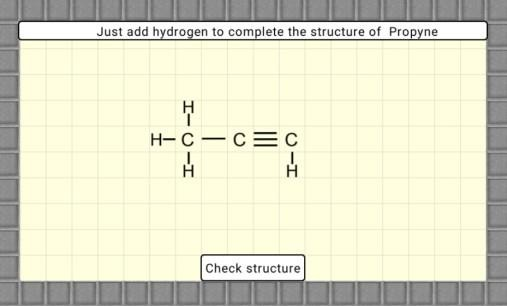 Just add hydrogen to complete the structure of Propyne
H
H C C C
H H
Check structure